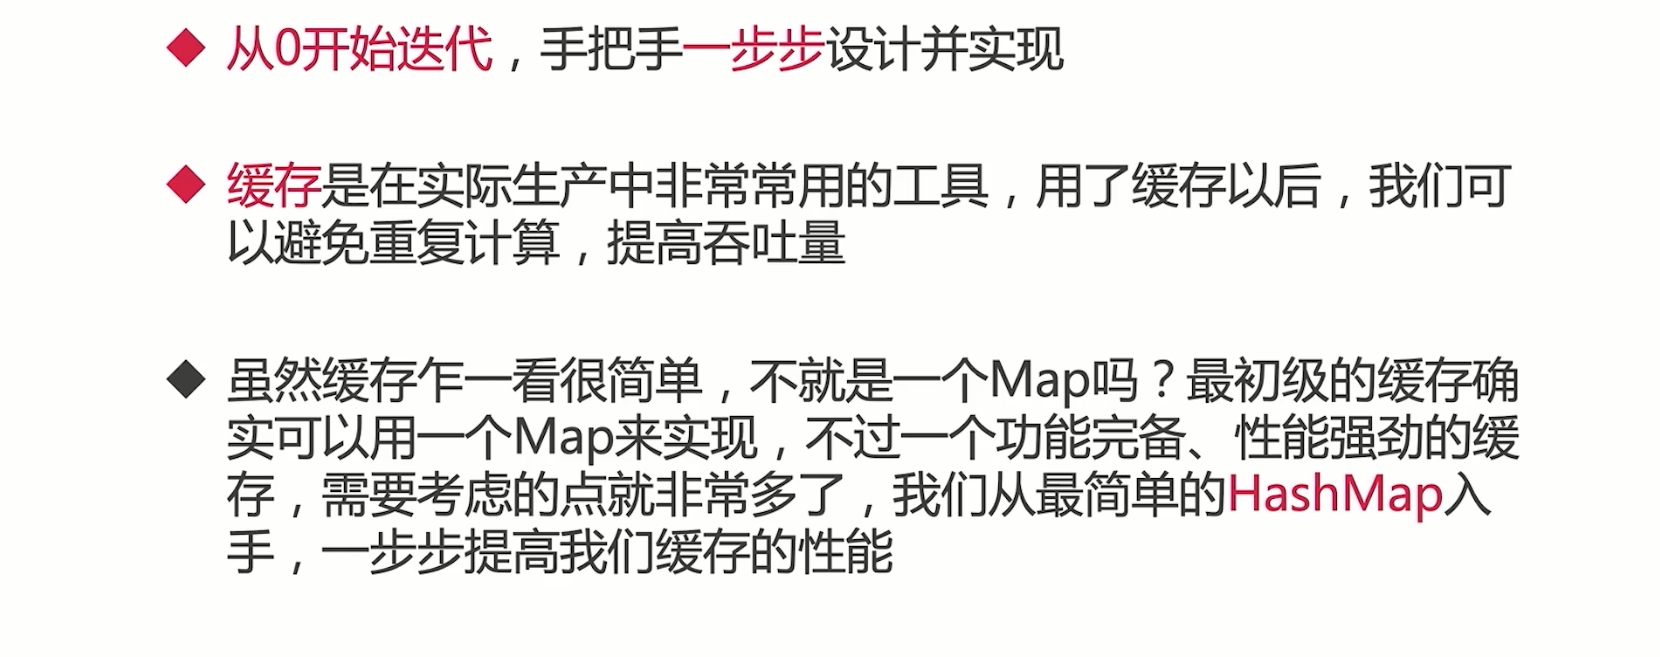 从0开始迭代，手把手一步步设计并实现
缓存是在实际生产中非常常用的工具，用了缓存以后，我们可
以避免重复计算，提高吞吐量
虽然缓存乍一看很简单，不就是一个Map吗？最初级的缓存确
实可以用一个Map来实现，不过一个功能完备、性能强劲的缓
存，需要考虑的点就非常多了，我们从最简单的HashMap入
手，一步步提高我们缓存的性能